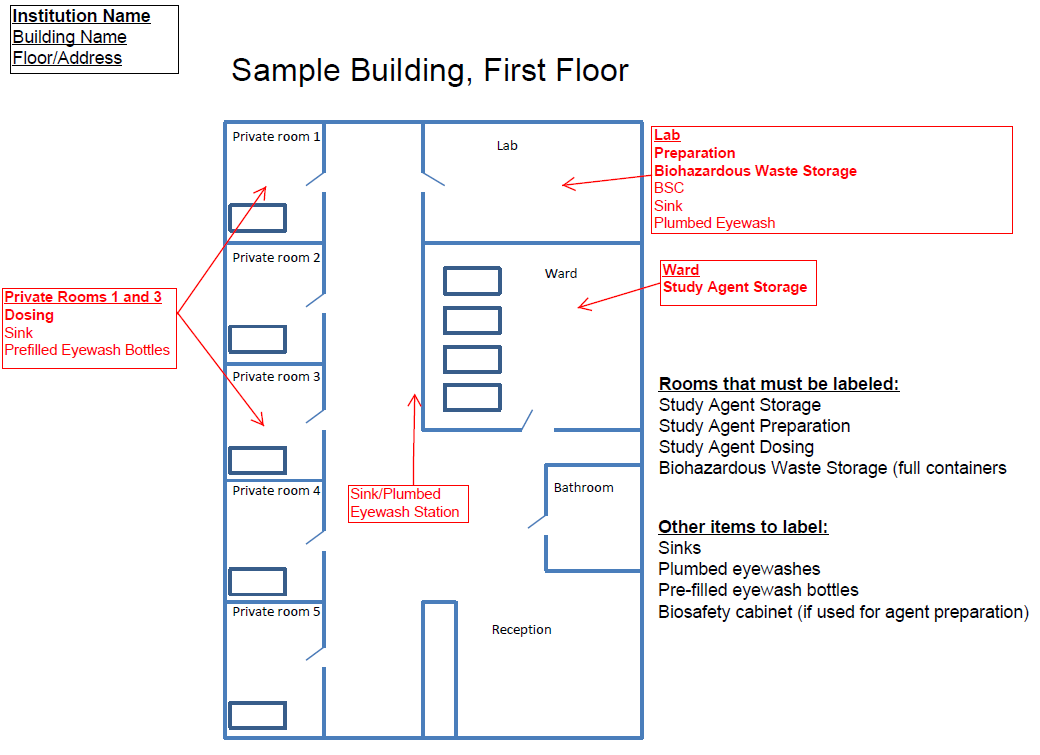 Institution Name
Building Name
Floor/Address
Sample Building, First Floor
Private room 1
Lab
Lab
Preparation
Biohazardous Waste Storage
BSC
Sink
Plumbed Eyewash
Private room 2
Ward
Ward
Study Agent Storage
Private Rooms 1 and 3
Dosing
Sink
Prefilled Eyewash Bottles
Private room 3
Rooms that must be labeled:
Study Agent Storage
Study Agent Preparation
Study Agent Dosing
Biohazardous Waste Storage (full containers
Private room 4
Sink/Plumbed
Eyewash Station
Bathroom
Other items to label:
Sinks
Plumbed eyewashes
Pre-filled eyewash bottles
Biosafety cabinet (if used for agent preparation)
Private room 5
Reception